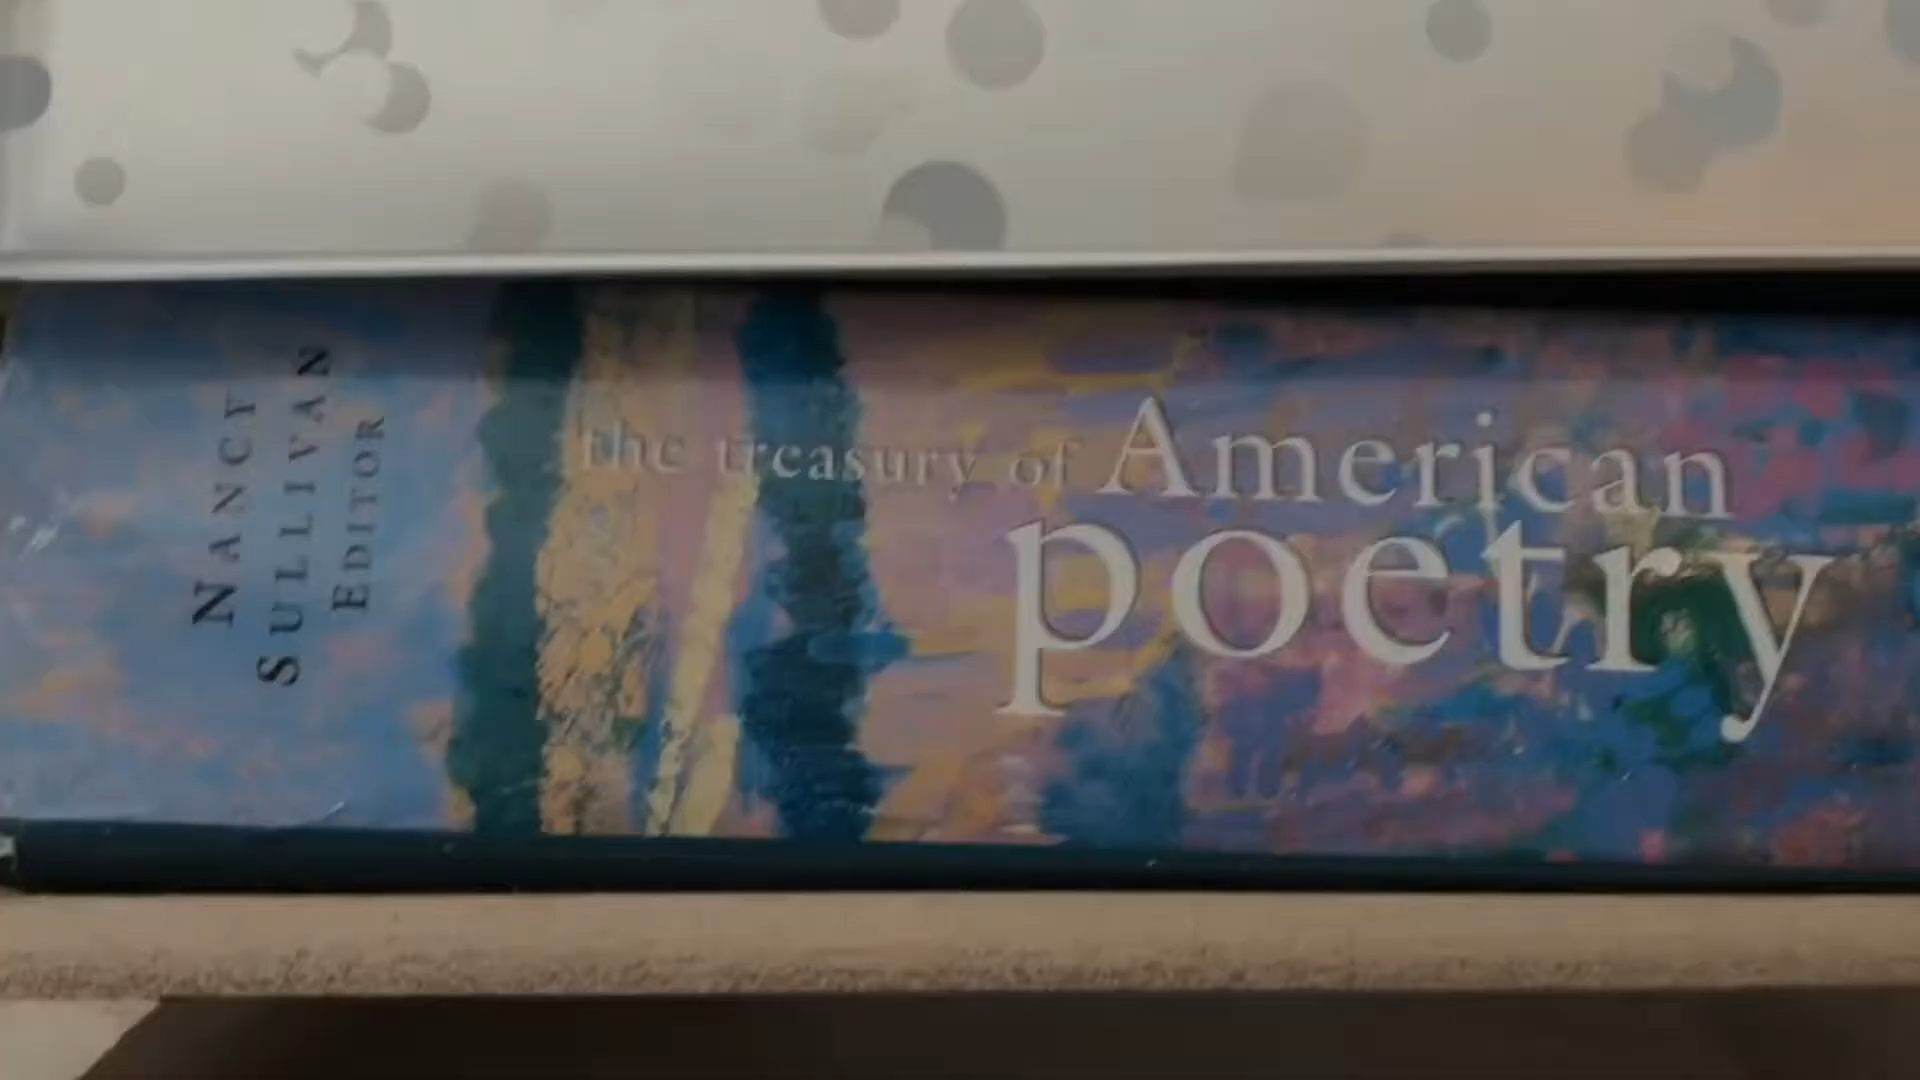 NANCY
SULLIVAN
EDITOR
the treasury of American
poetry